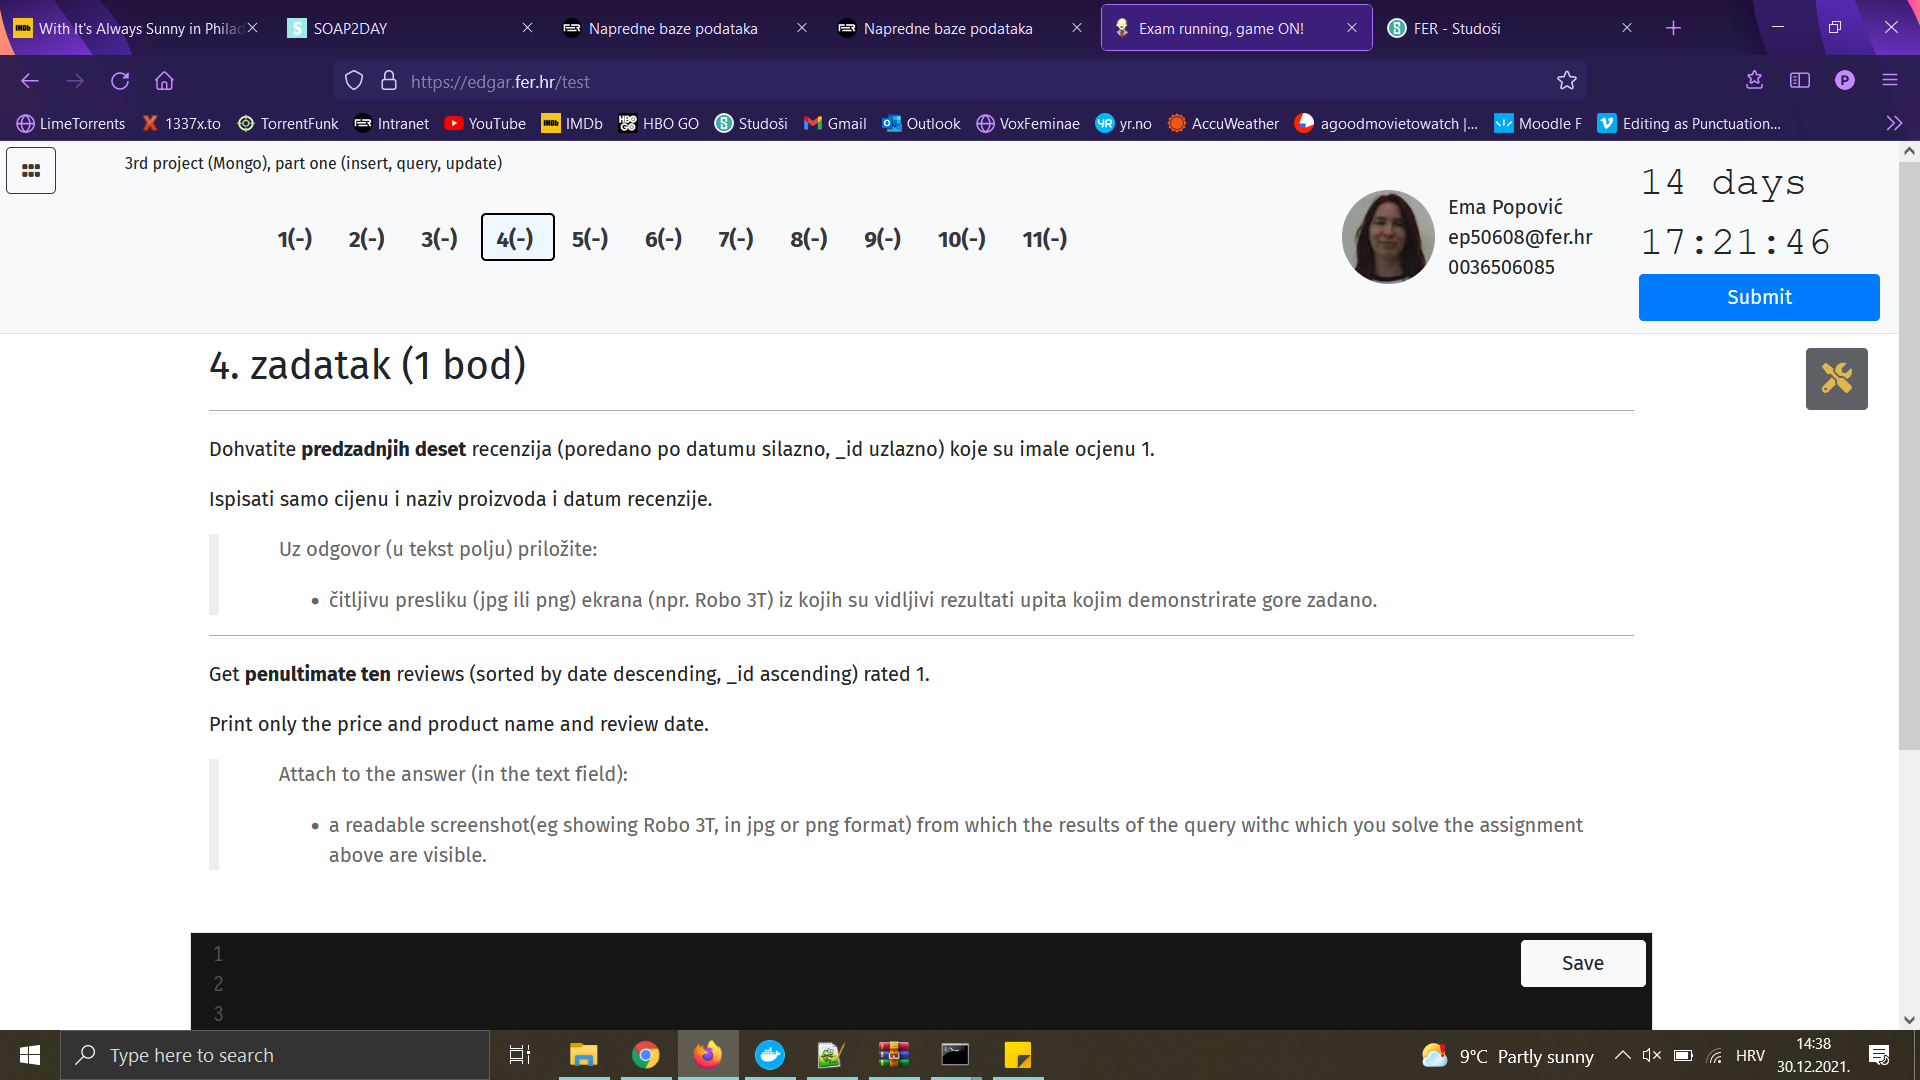 With It's Always Sunny in Philad
SOAP2DAY
Napredne baze podataka
Napredne baze podataka
Exam running, game ON!
FER - Studoši
https://edgar.fer.hr/test
LimeTorrents
1337x.to
TorrentFunk
Intranet
YouTube
IMDb
HBO GO
Studoši
Gmail
Outlook
VoxFeminae
yr.no
AccuWeather
agoodmovietowatch |...
Moodle F
Editing as Punctuation...
3rd project (Mongo), part one (insert, query, update)
1(-) 2(-) 3(-) 4(-) 5(-) 6(-) 7(-) 8(-) 9(-) 10(-) 11(-)
Ema Popović
ep50608@fer.hr
0036506085
14 days
17:21:46
Submit
4. zadatak (1 bod)
Dohvatite predzadnjih deset recenzija (poredano po datumu silazno, _id uzlazno) koje su imale ocjenu 1.
Ispisati samo cijenu i naziv proizvoda i datum recenzije.
Uz odgovor (u tekst polju) priložite:
• čitljivu presliku (jpg ili png) ekrana (npr. Robo 3T) iz kojih su vidljivi rezultati upita kojim demonstrirate gore zadano.
Get penultimate ten reviews (sorted by date descending, _id ascending) rated 1.
Print only the price and product name and review date.
Attach to the answer (in the text field):
• a readable screenshot(eg showing Robo 3T, in jpg or png format) from which the results of the query withc which you solve the assignment
above are visible.
1
2
3
Save
Type here to search
9°C Partly sunny
HRV
14:38
30.12.2021.